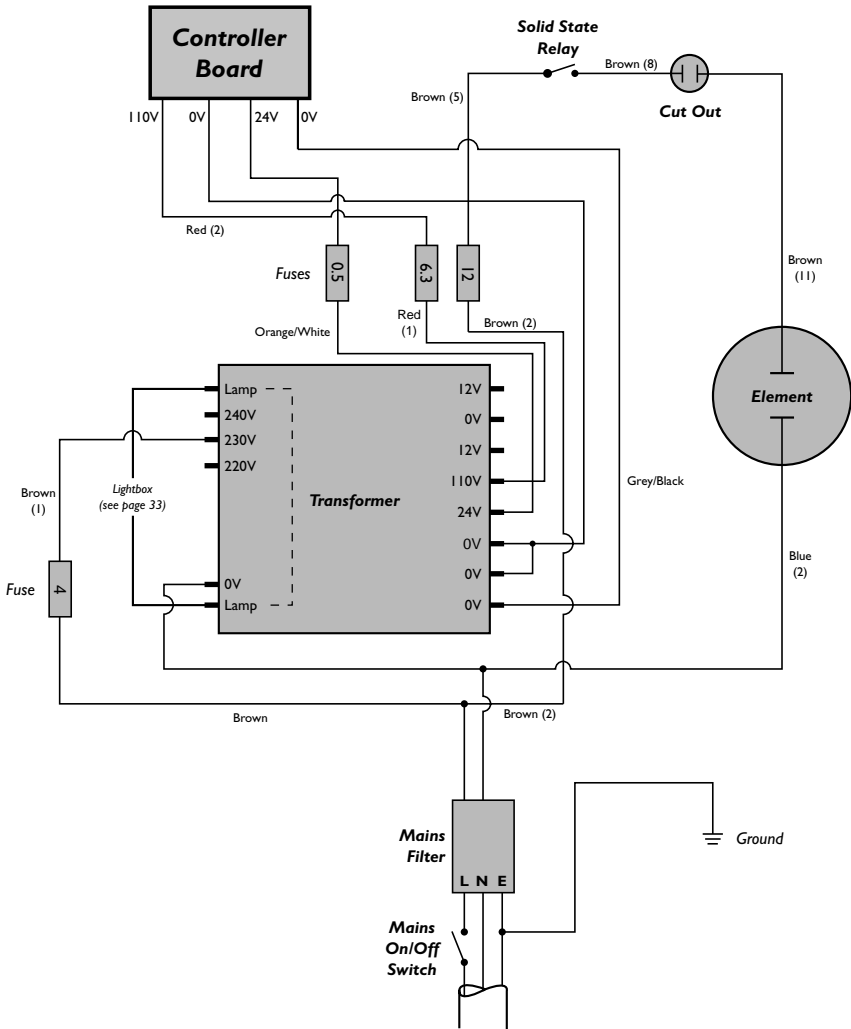 Controller
Board
110V
0V
24V
0V
Solid State
Relay
Brown (8)
Brown (5)
Cut Out
Red (2)
Fuses
0.5
6.3
12
Brown
(11)
Orange/White
Red
(1)
Brown (2)
Lamp
240V
230V
220V
0V
Lamp
Transformer
12V
0V
12V
110V
24V
0V
0V
0V
Element
Brown
(1)
Lightbox
(see page 33)
Grey/Black
Fuse
4
Blue
(2)
Brown
Brown (2)
Mains
Filter
L N E
Ground
Mains
On/Off
Switch